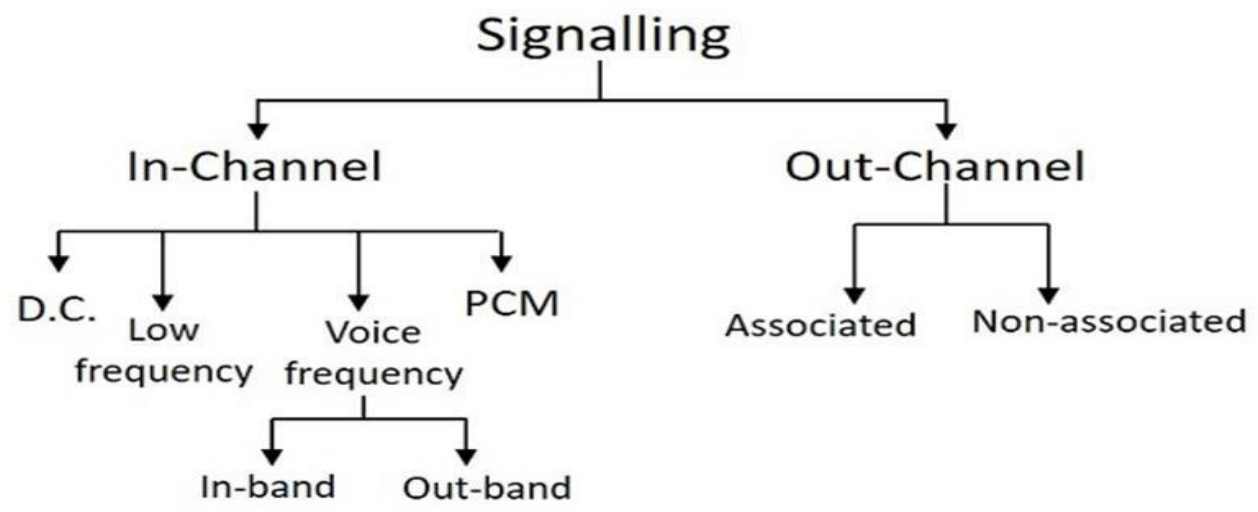 Signalling
In-Channel
Out-Channel
D.C.
Low
frequency
Voice
frequency
PCM
Associated
Non-associated
In-band
Out-band